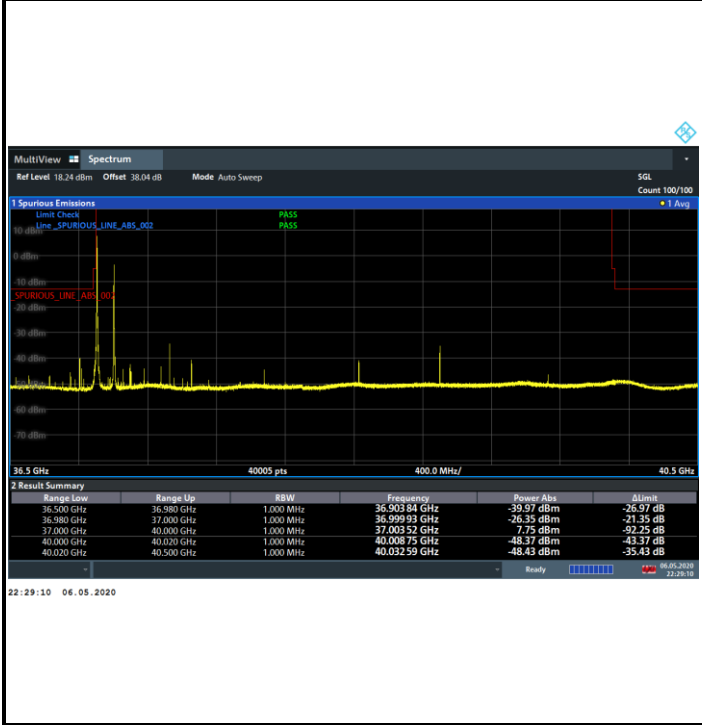 MultiView Spectrum
Ref Level 18.24 dBm Offset 38.04 dB Mode Auto Sweep SGL
Count 100/100
1 Spurious Emissions 1 Avg
Limit Check PASS
Line _SPURIOUS_LINE_ABS_002 PASS
10 dBm
0 dBm
-10 dBm
_SPURIOUS_LINE_ABS_002
-20 dBm
-30 dBm
-40 dBm
-50 dBm
-60 dBm
-70 dBm
36.5 GHz 40005 pts 400.0 MHz/ 40.5 GHz
2 Result Summary
Range Low Range Up RBW Frequency Power Abs ΔLimit
36.500 GHz 36.980 GHz 1.000 MHz 36.903 84 GHz -39.97 dBm -26.97 dB
36.980 GHz 37.000 GHz 1.000 MHz 36.999 93 GHz -26.35 dBm -21.35 dB
37.000 GHz 40.000 GHz 1.000 MHz 37.003 52 GHz 7.75 dBm -92.25 dB
40.000 GHz 40.020 GHz 1.000 MHz 40.008 75 GHz -48.37 dBm -43.37 dB
40.020 GHz 40.500 GHz 1.000 MHz 40.032 59 GHz -48.43 dBm -35.43 dB
Ready 06.05.2020
22:29:10
22:29:10 06.05.2020